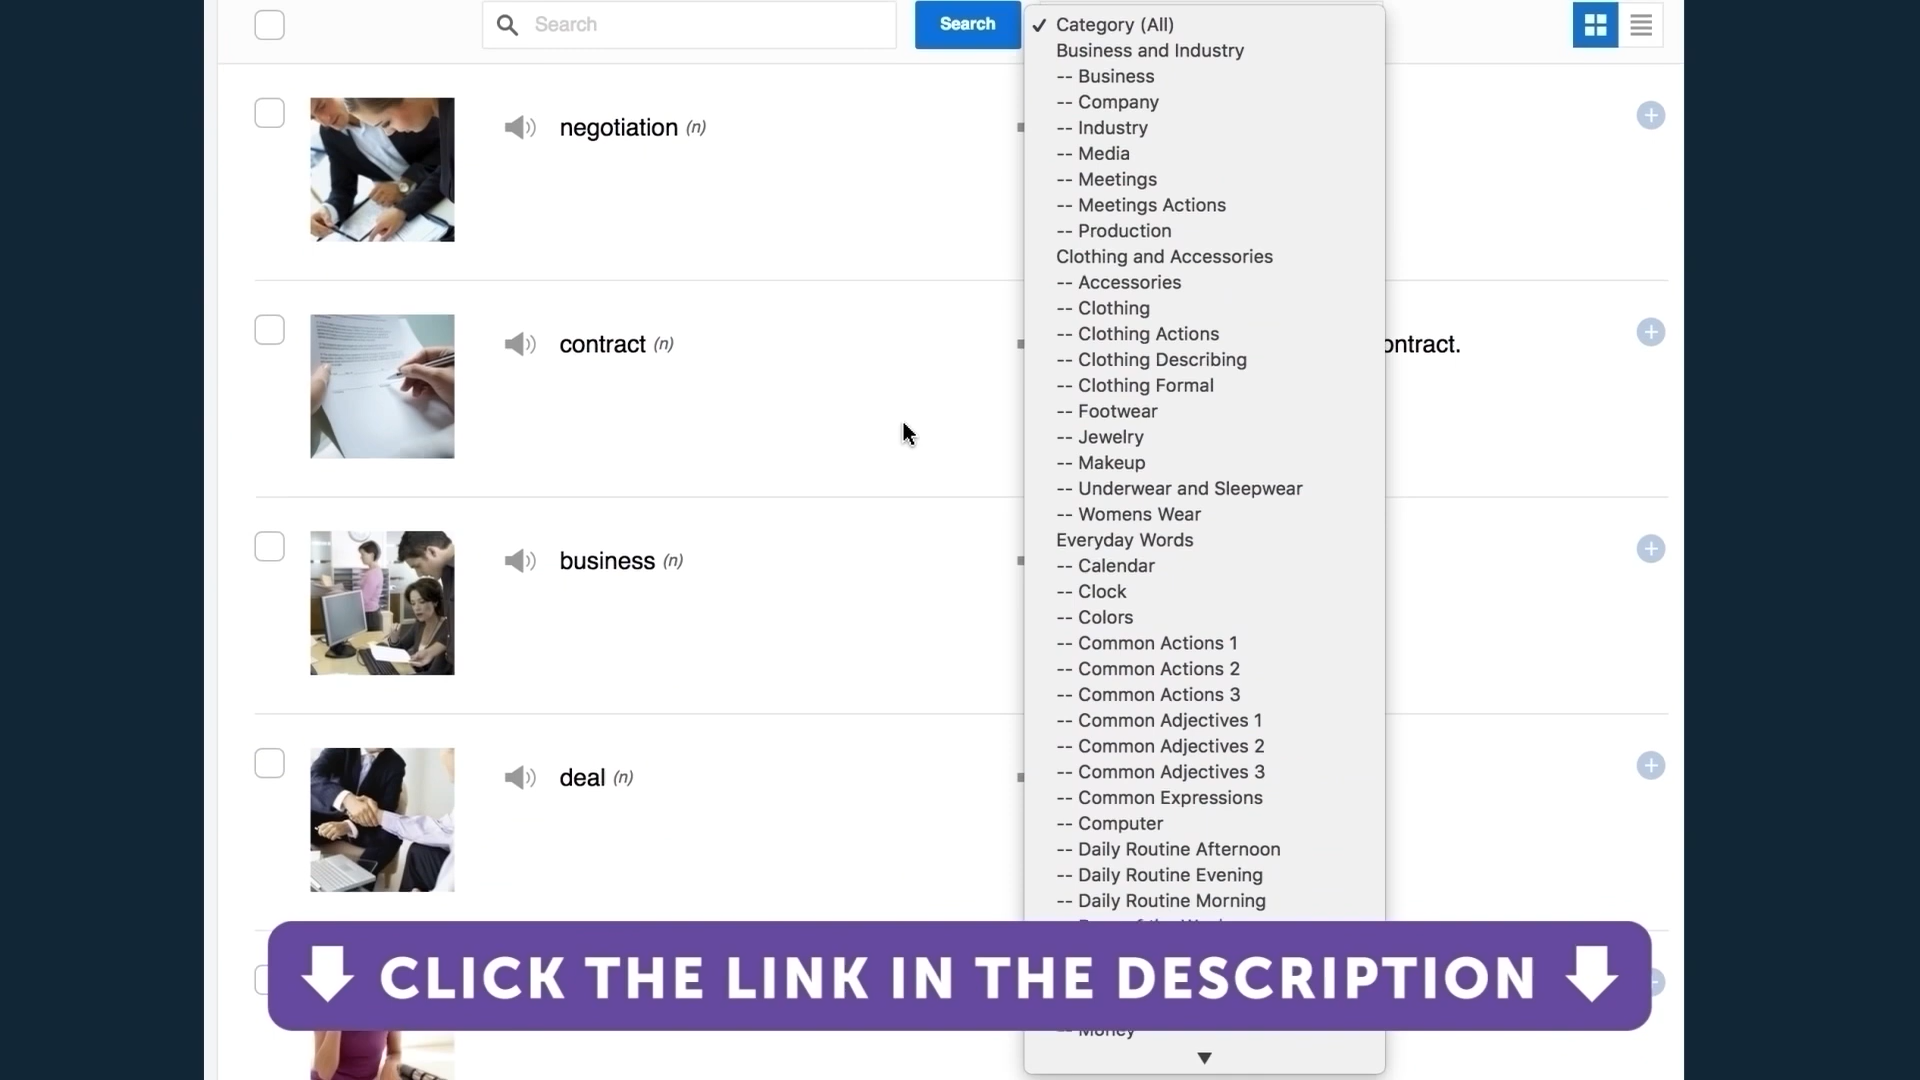 Search
Search
✓ Category (All)
Business and Industry
-- Business
-- Company
-- Industry
-- Media
-- Meetings
-- Meetings Actions
-- Production
Clothing and Accessories
-- Accessories
-- Clothing
-- Clothing Actions
-- Clothing Describing
-- Clothing Formal
-- Footwear
-- Jewelry
-- Makeup
-- Underwear and Sleepwear
-- Womens Wear
Everyday Words
-- Calendar
-- Clock
-- Colors
-- Common Actions 1
-- Common Actions 2
-- Common Actions 3
-- Common Adjectives 1
-- Common Adjectives 2
-- Common Adjectives 3
-- Common Expressions
-- Computer
-- Daily Routine Afternoon
-- Daily Routine Evening
-- Daily Routine Morning
-- Money
negotiation (n)
contract (n)
ontract.
business (n)
deal (n)
CLICK THE LINK IN THE DESCRIPTION